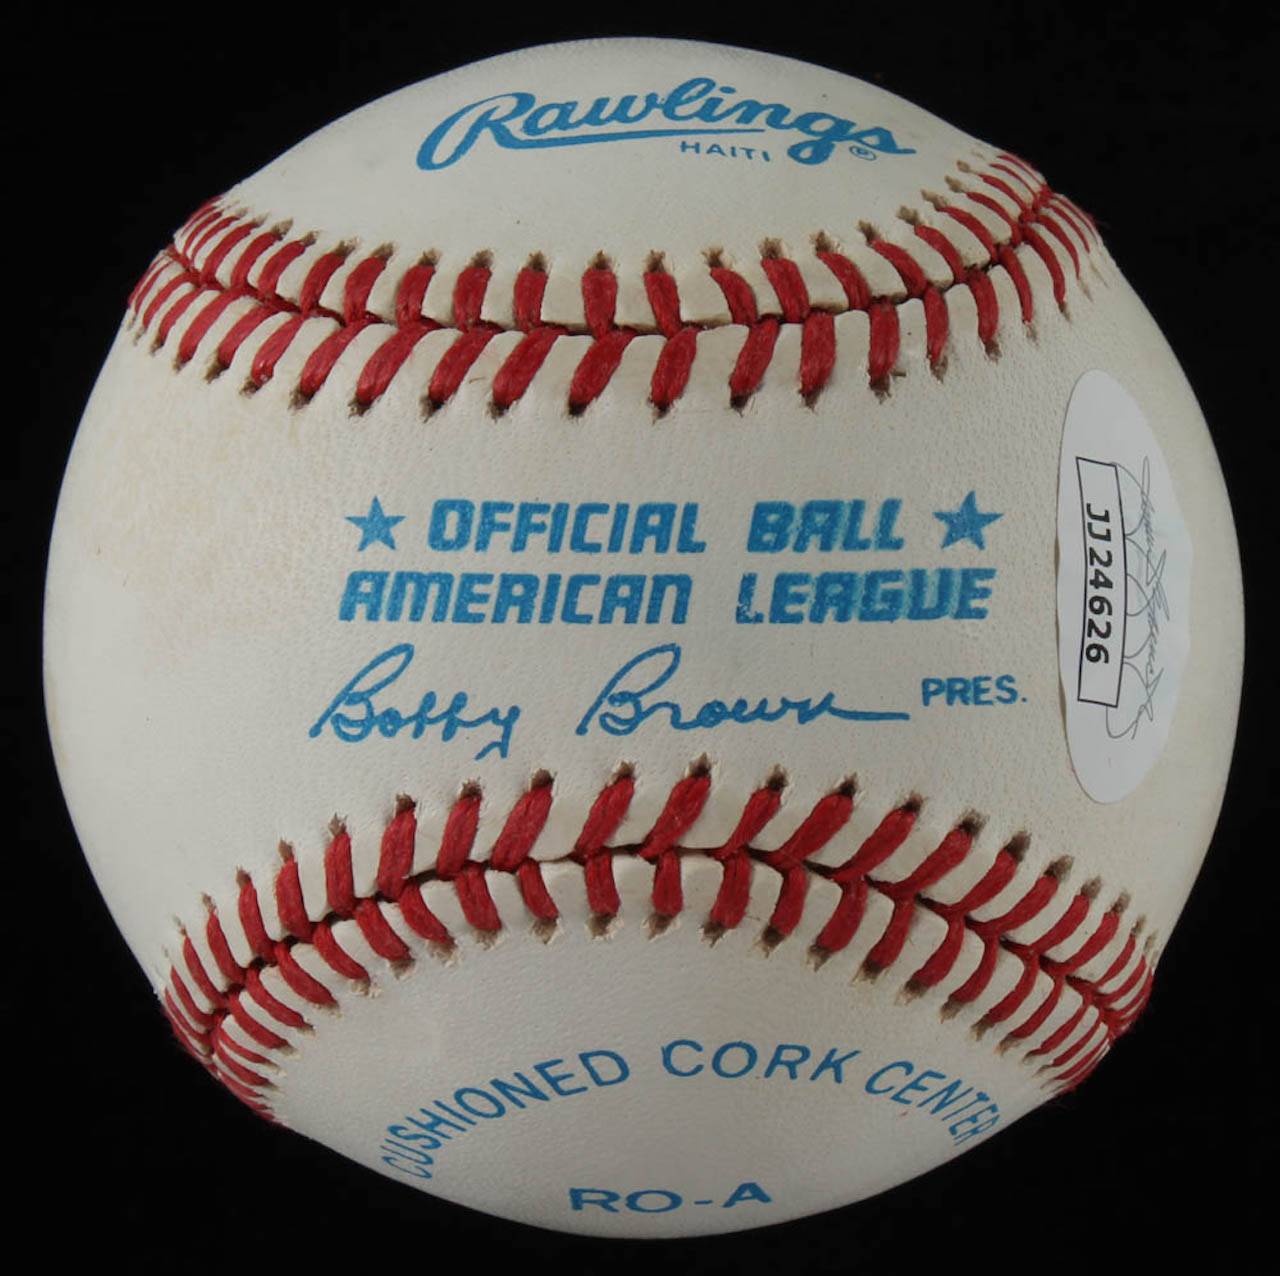 Rawlings®
HAITI
★ OFFICIAL BALL ★
AMERICAN LEAGUE
Bobby Brown PRES.
JJ24626
CUSHIONED CORK CENTER
RO-A